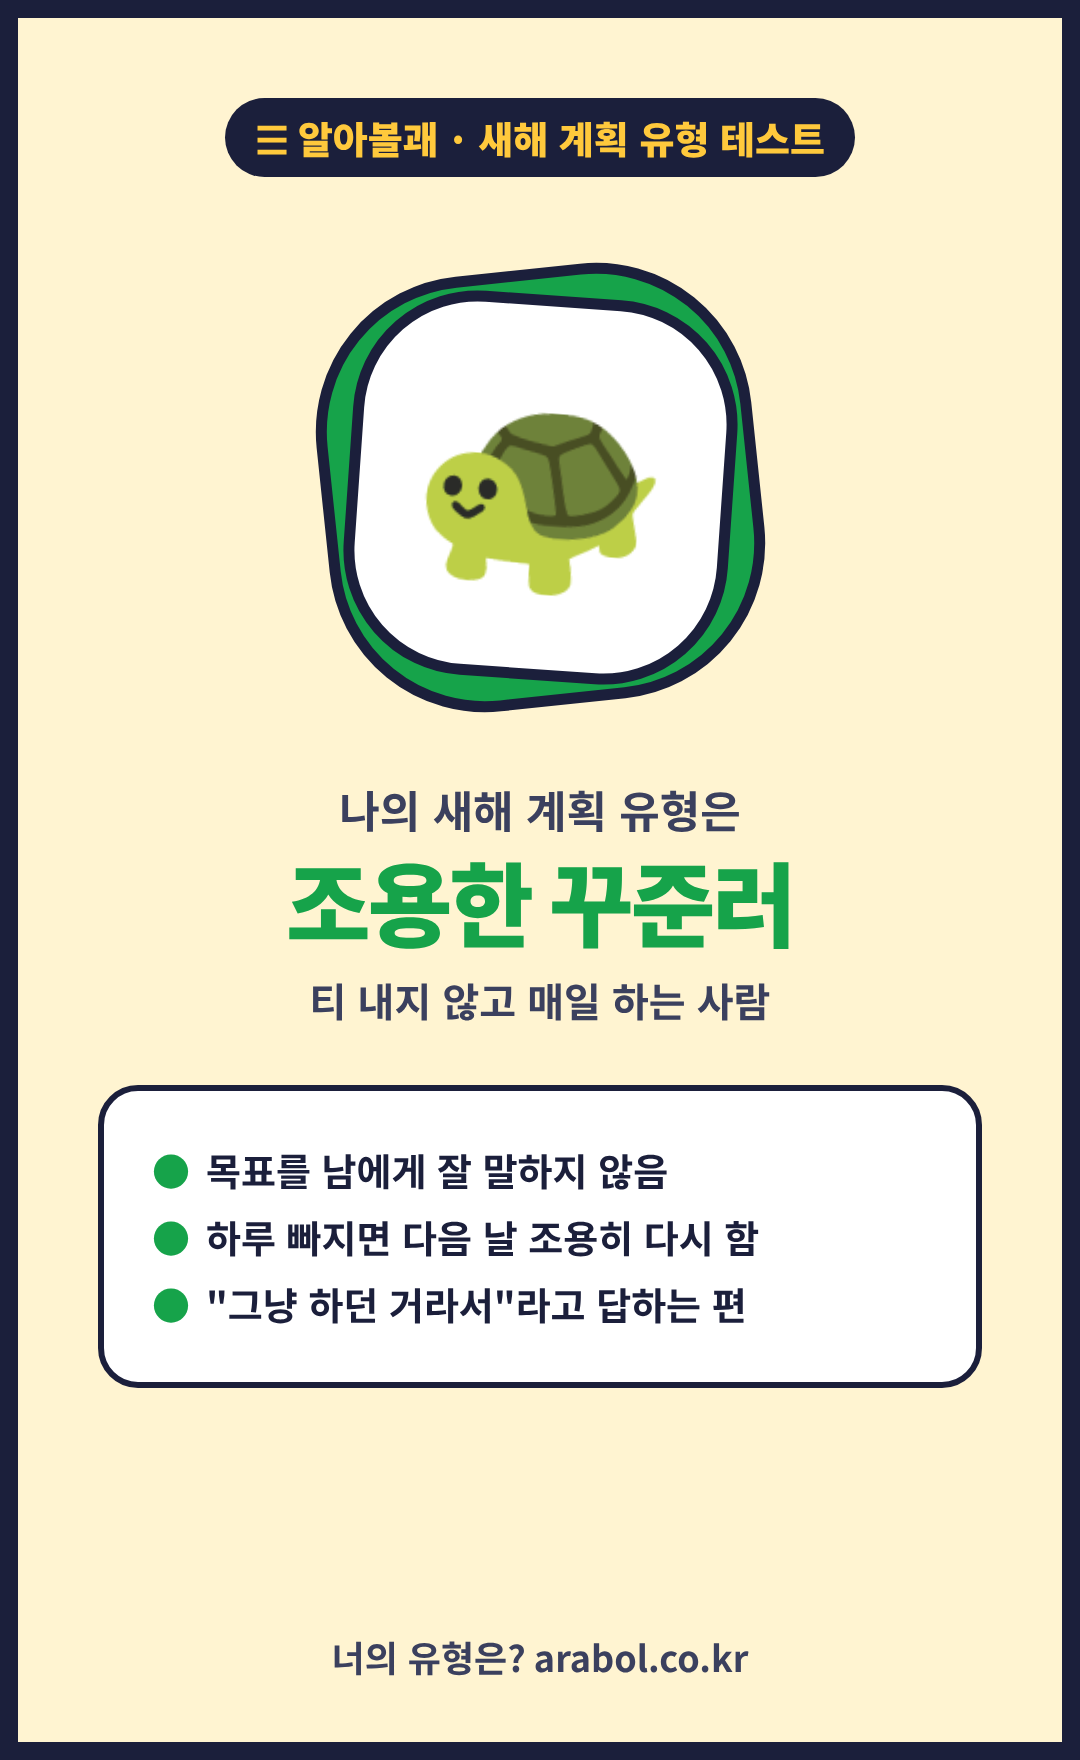 ☰ 알아볼괘 · 새해 계획 유형 테스트
나의 새해 계획 유형은
조용한 꾸준러
티 내지 않고 매일 하는 사람
목표를 남에게 잘 말하지 않음
하루 빠지면 다음 날 조용히 다시 함
"그냥 하던 거라서"라고 답하는 편
너의 유형은? arabol.co.kr